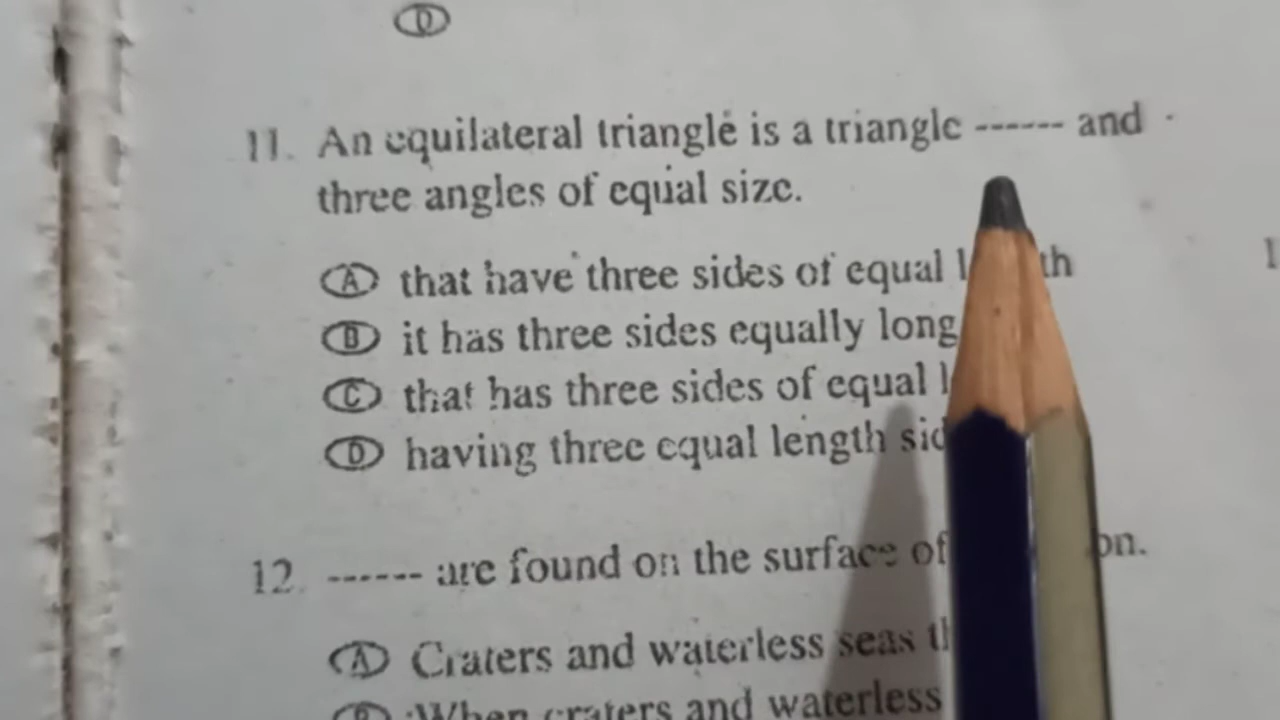 Ⓓ
11. An equilateral triangle is a triangle ------ and
three angles of equal size.
Ⓐ that have three sides of equal
Ⓑ it has three sides equally long
Ⓒ that has three sides of equal
Ⓓ having three equal length
12. ------ are found on the surface of
Ⓐ Craters and waterless seas
Ⓑ When craters and waterless